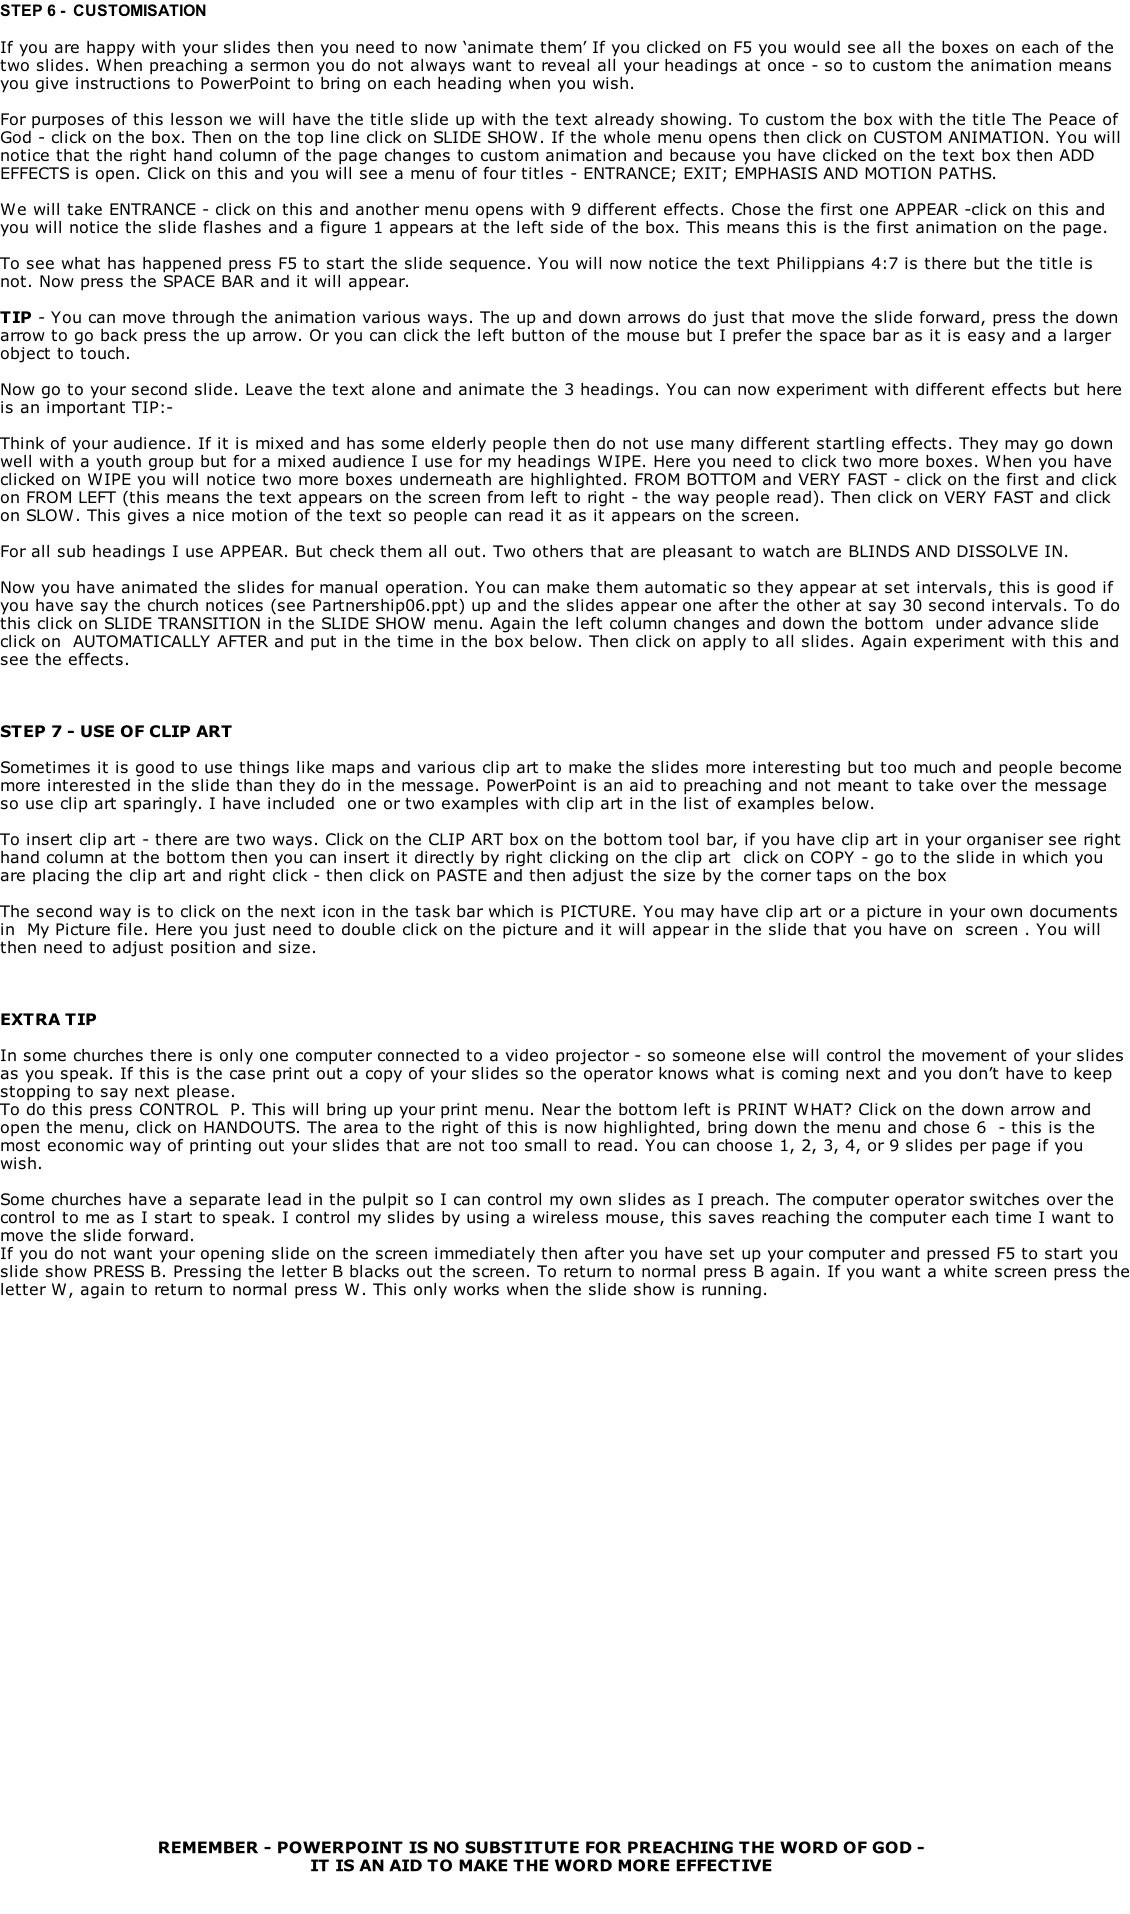 STEP 6 - CUSTOMISATION
If you are happy with your slides then you need to now ‘animate them’ If you clicked on F5 you would see all the boxes on each of the
two slides. When preaching a sermon you do not always want to reveal all your headings at once - so to custom the animation means
you give instructions to PowerPoint to bring on each heading when you wish.
For purposes of this lesson we will have the title slide up with the text already showing. To custom the box with the title The Peace of
God - click on the box. Then on the top line click on SLIDE SHOW. If the whole menu opens then click on CUSTOM ANIMATION. You will
notice that the right hand column of the page changes to custom animation and because you have clicked on the text box then ADD
EFFECTS is open. Click on this and you will see a menu of four titles - ENTRANCE; EXIT; EMPHASIS AND MOTION PATHS.
We will take ENTRANCE - click on this and another menu opens with 9 different effects. Chose the first one APPEAR -click on this and
you will notice the slide flashes and a figure 1 appears at the left side of the box. This means this is the first animation on the page.
To see what has happened press F5 to start the slide sequence. You will now notice the text Philippians 4:7 is there but the title is
not. Now press the SPACE BAR and it will appear.
TIP - You can move through the animation various ways. The up and down arrows do just that move the slide forward, press the down
arrow to go back press the up arrow. Or you can click the left button of the mouse but I prefer the space bar as it is easy and a larger
object to touch.
Now go to your second slide. Leave the text alone and animate the 3 headings. You can now experiment with different effects but here
is an important TIP:-
Think of your audience. If it is mixed and has some elderly people then do not use many different startling effects. They may go down
well with a youth group but for a mixed audience I use for my headings WIPE. Here you need to click two more boxes. When you have
clicked on WIPE you will notice two more boxes underneath are highlighted. FROM BOTTOM and VERY FAST - click on the first and click
on FROM LEFT (this means the text appears on the screen from left to right - the way people read). Then click on VERY FAST and click
on SLOW. This gives a nice motion of the text so people can read it as it appears on the screen.
For all sub headings I use APPEAR. But check them all out. Two others that are pleasant to watch are BLINDS AND DISSOLVE IN.
Now you have animated the slides for manual operation. You can make them automatic so they appear at set intervals, this is good if
you have say the church notices (see Partnership06.ppt) up and the slides appear one after the other at say 30 second intervals. To do
this click on SLIDE TRANSITION in the SLIDE SHOW menu. Again the left column changes and down the bottom under advance slide
click on AUTOMATICALLY AFTER and put in the time in the box below. Then click on apply to all slides. Again experiment with this and
see the effects.
STEP 7 - USE OF CLIP ART
Sometimes it is good to use things like maps and various clip art to make the slides more interesting but too much and people become
more interested in the slide than they do in the message. PowerPoint is an aid to preaching and not meant to take over the message
so use clip art sparingly. I have included one or two examples with clip art in the list of examples below.
To insert clip art - there are two ways. Click on the CLIP ART box on the bottom tool bar, if you have clip art in your organiser see right
hand column at the bottom then you can insert it directly by right clicking on the clip art click on COPY - go to the slide in which you
are placing the clip art and right click - then click on PASTE and then adjust the size by the corner taps on the box
The second way is to click on the next icon in the task bar which is PICTURE. You may have clip art or a picture in your own documents
in My Picture file. Here you just need to double click on the picture and it will appear in the slide that you have on screen . You will
then need to adjust position and size.
EXTRA TIP
In some churches there is only one computer connected to a video projector - so someone else will control the movement of your slides
as you speak. If this is the case print out a copy of your slides so the operator knows what is coming next and you don’t have to keep
stopping to say next please.
To do this press CONTROL P. This will bring up your print menu. Near the bottom left is PRINT WHAT? Click on the down arrow and
open the menu, click on HANDOUTS. The area to the right of this is now highlighted, bring down the menu and chose 6 - this is the
most economic way of printing out your slides that are not too small to read. You can choose 1, 2, 3, 4, or 9 slides per page if you
wish.
Some churches have a separate lead in the pulpit so I can control my own slides as I preach. The computer operator switches over the
control to me as I start to speak. I control my slides by using a wireless mouse, this saves reaching the computer each time I want to
move the slide forward.
If you do not want your opening slide on the screen immediately then after you have set up your computer and pressed F5 to start you
slide show PRESS B. Pressing the letter B blacks out the screen. To return to normal press B again. If you want a white screen press the
letter W, again to return to normal press W. This only works when the slide show is running.
REMEMBER – POWERPOINT IS NO SUBSTITUTE FOR PREACHING THE WORD OF GOD –
IT IS AN AID TO MAKE THE WORD MORE EFFECTIVE